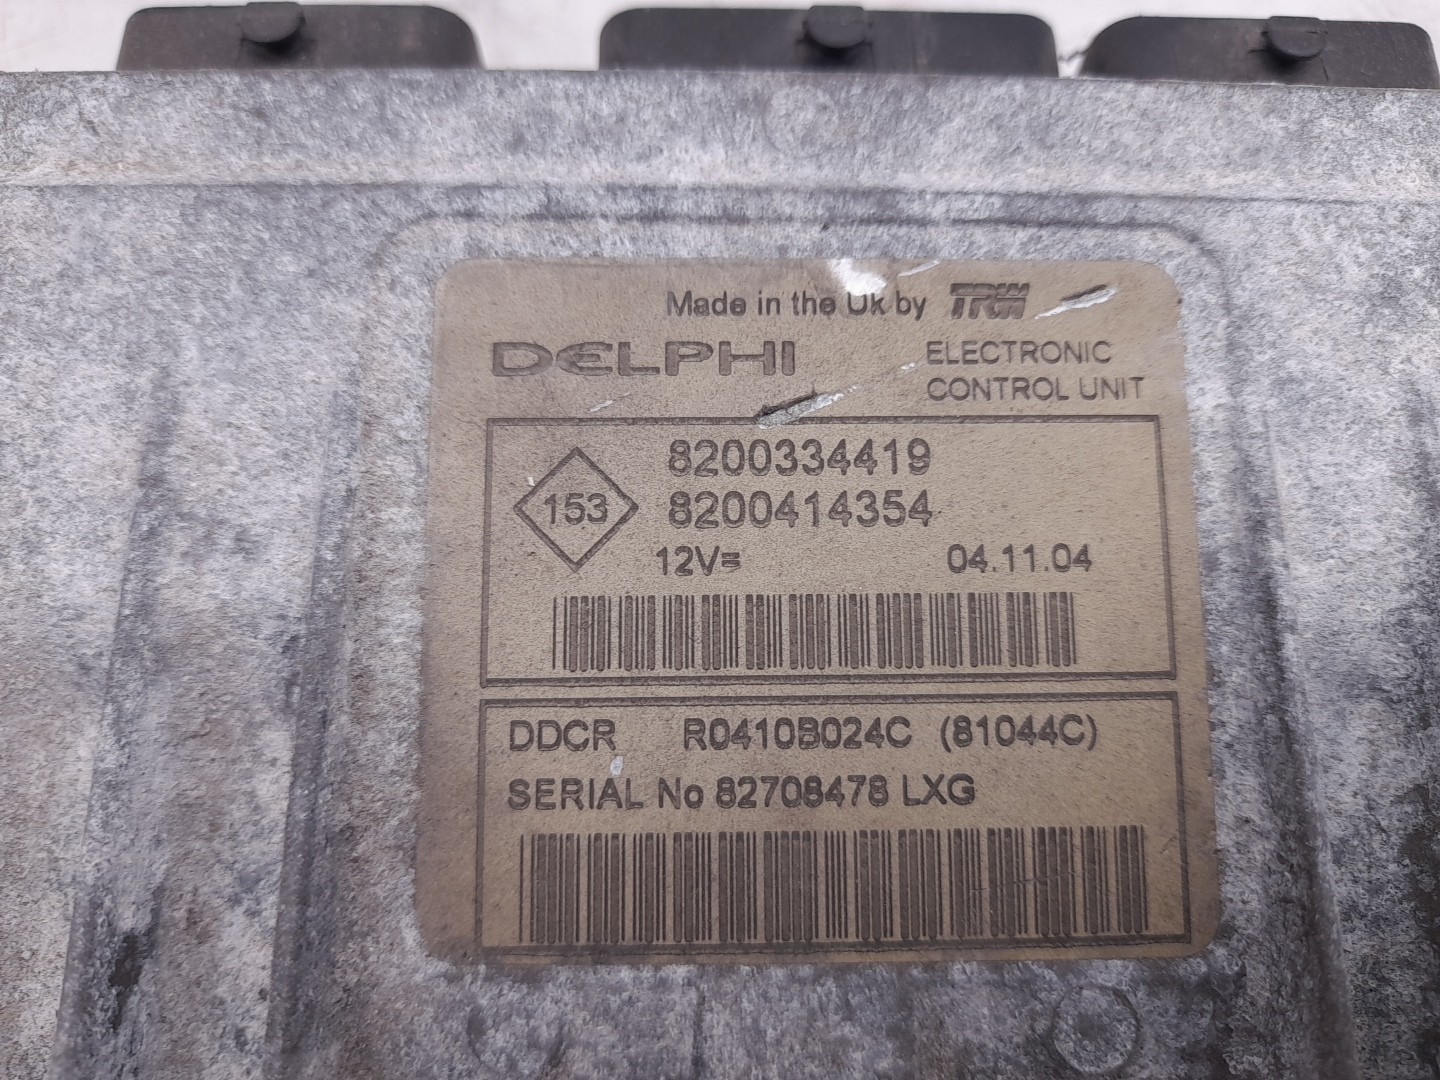 Made in the Uk by TRW
DELPHI
ELECTRONIC
CONTROL UNIT
153
8200334419
8200414354
12V=
04.11.04
DDCR R0410B024C (81044C)
SERIAL No 82708478 LXG